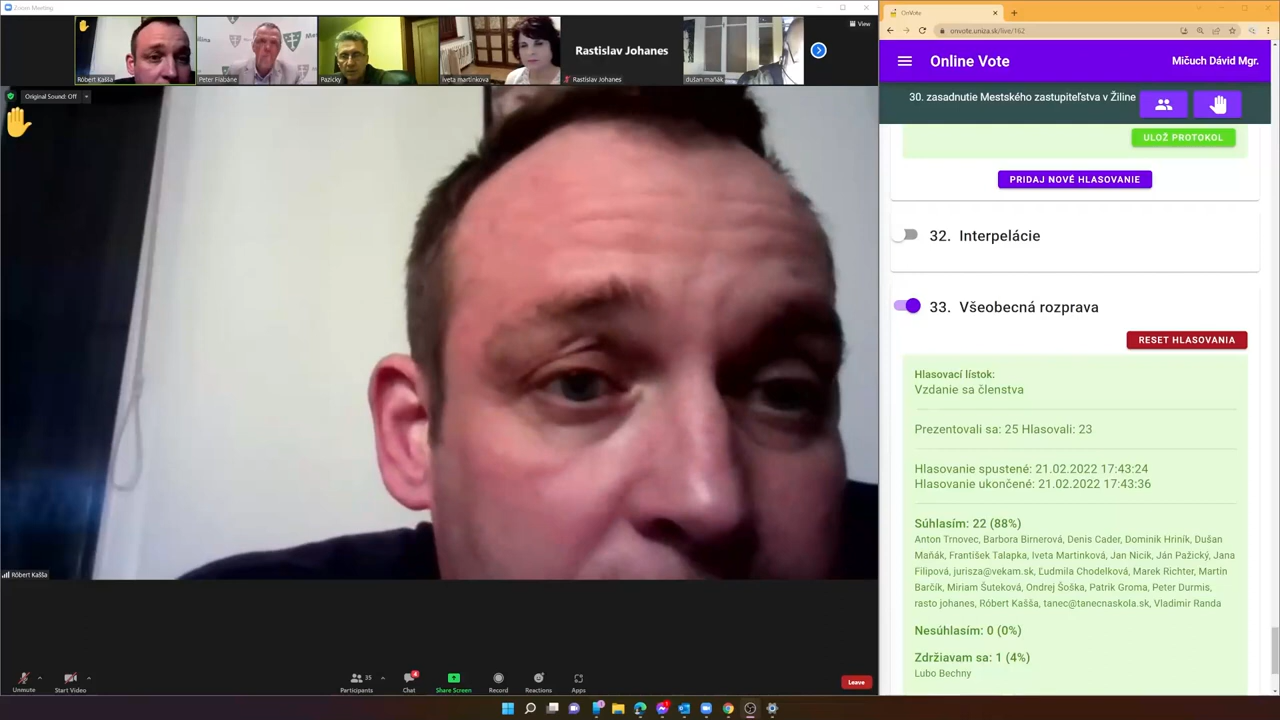 Zoom Meeting
View
Róbert Kašša
Peter Fiabáne
Pazicky
iveta martinkova
Rastislav Johanes
Rastislav Johanes
dušan maňák
Original Sound: Off
Róbert Kašša
Unmute
Start Video
35
Participants
4
Chat
Share Screen
Record
Reactions
Apps
Leave
OnVote
onvote.uniza.sk/live/162
Online Vote
Mičuch Dávid Mgr.
30. zasadnutie Mestského zastupiteľstva v Žiline
ULOŽ PROTOKOL
PRIDAJ NOVÉ HLASOVANIE
32. Interpelácie
33. Všeobecná rozprava
RESET HLASOVANIA
Hlasovací lístok:
Vzdanie sa členstva
Prezentovali sa: 25 Hlasovali: 23
Hlasovanie spustené: 21.02.2022 17:43:24
Hlasovanie ukončené: 21.02.2022 17:43:36
Súhlasím: 22 (88%)
Anton Trnovec, Barbora Birnerová, Denis Cader, Dominík Hriník, Dušan
Maňák, František Talapka, Iveta Martinková, Jan Nicik, Ján Pažický, Jana
Filipová, jurisza@vekam.sk, Ľudmila Chodelková, Marek Richter, Martin
Barčík, Miriam Šuteková, Ondrej Šoška, Patrik Groma, Peter Durmis,
rasto johanes, Róbert Kašša, tanec@tanecnaskola.sk, Vladimir Randa
Nesúhlasím: 0 (0%)
Zdržiavam sa: 1 (4%)
Lubo Bechny